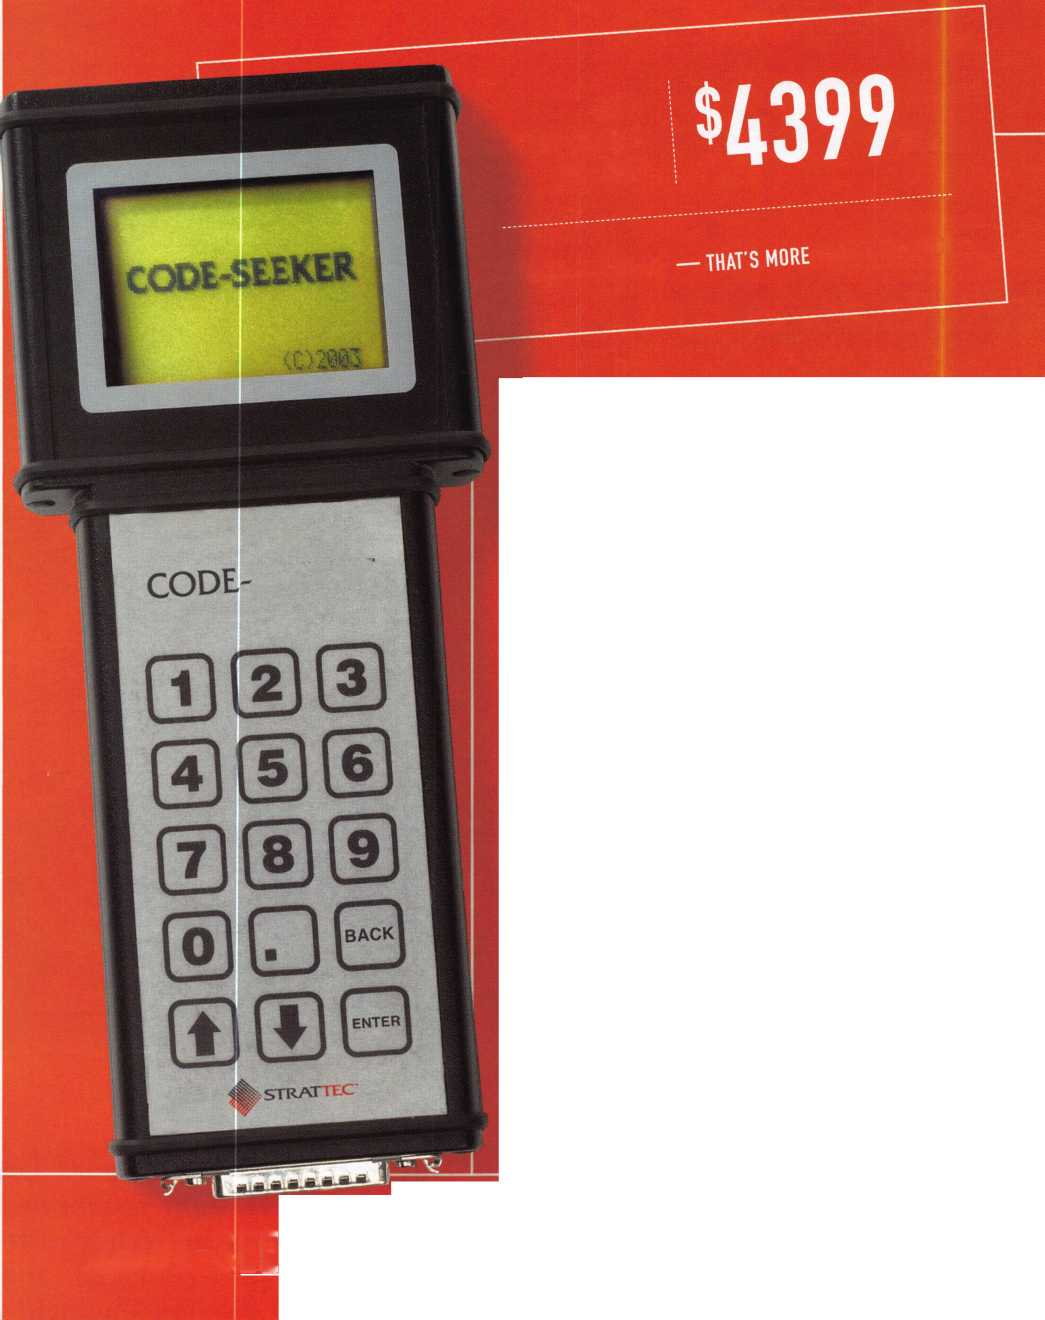 $4399
— THAT'S MORE
CODE-SEEKER
(C)2003
CODE-
1 2 3
4 5 6
7 8 9
0 . BACK
ENTER
STRATTEC